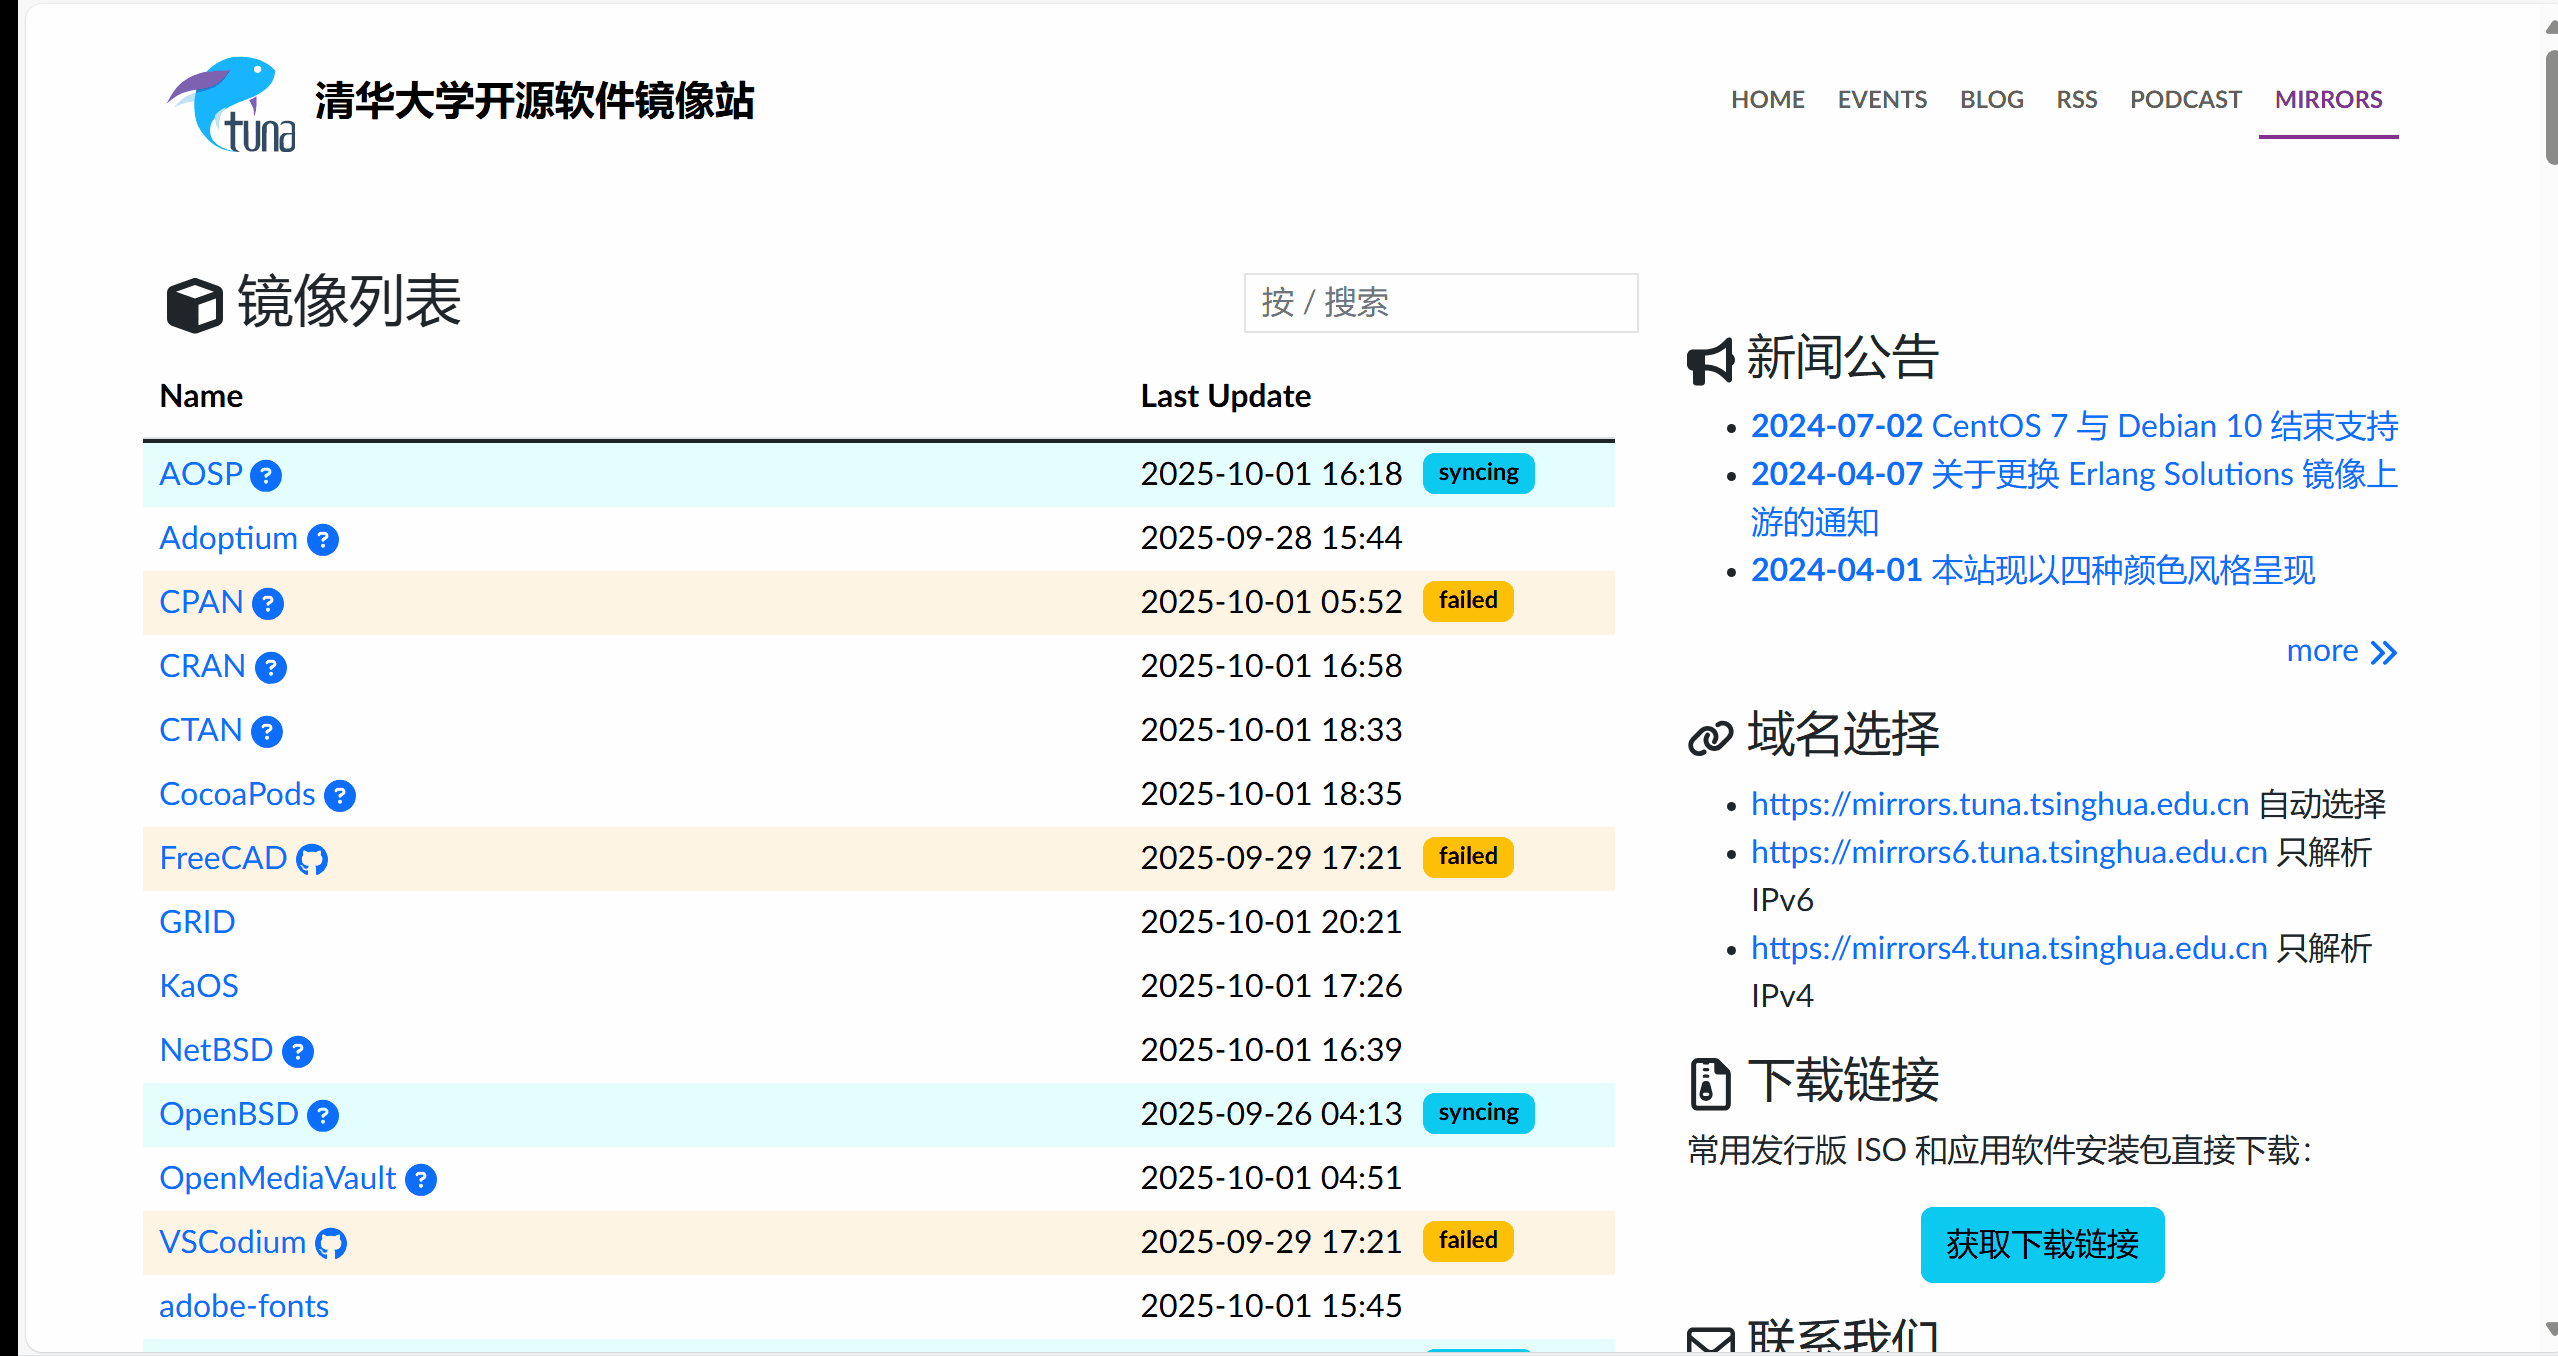 tuna
清华大学开源软件镜像站
HOME EVENTS BLOG RSS PODCAST MIRRORS
镜像列表
按 / 搜索
Name Last Update
AOSP ? 2025-10-01 16:18 syncing
Adoptium ? 2025-09-28 15:44
CPAN ? 2025-10-01 05:52 failed
CRAN ? 2025-10-01 16:58
CTAN ? 2025-10-01 18:33
CocoaPods ? 2025-10-01 18:35
FreeCAD 2025-09-29 17:21 failed
GRID 2025-10-01 20:21
KaOS 2025-10-01 17:26
NetBSD ? 2025-10-01 16:39
OpenBSD ? 2025-09-26 04:13 syncing
OpenMediaVault ? 2025-10-01 04:51
VSCodium 2025-09-29 17:21 failed
adobe-fonts 2025-10-01 15:45
新闻公告
2024-07-02 CentOS 7 与 Debian 10 结束支持
2024-04-07 关于更换 Erlang Solutions 镜像上
游的通知
2024-04-01 本站现以四种颜色风格呈现
more
域名选择
https://mirrors.tuna.tsinghua.edu.cn 自动选择
https://mirrors6.tuna.tsinghua.edu.cn 只解析
IPv6
https://mirrors4.tuna.tsinghua.edu.cn 只解析
IPv4
下载链接
常用发行版 ISO 和应用软件安装包直接下载：
获取下载链接
联系我们